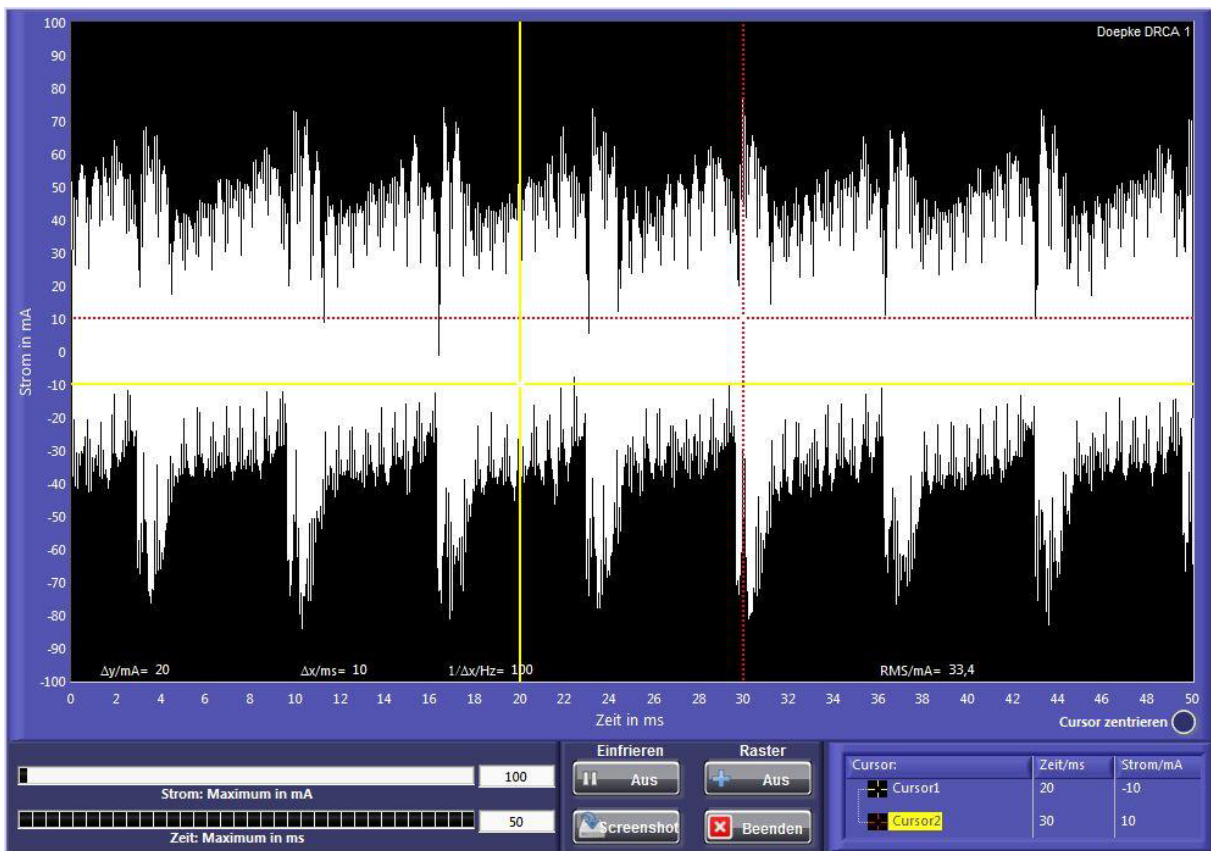 Doepke DRCA 1
100
90
80
70
60
50
40
30
20
10
0
-10
-20
-30
-40
-50
-60
-70
-80
-90
-100
Strom in mA
Δy/mA= 20 Δx/ms= 10 1/Δx/Hz= 100 RMS/mA= 33,4
0 2 4 6 8 10 12 14 16 18 20 22 24 26 28 30 32 34 36 38 40 42 44 46 48 50
Zeit in ms
Cursor zentrieren
100
Strom: Maximum in mA
50
Zeit: Maximum in ms
Einfrieren Raster
Aus Aus
Screenshot Beenden
Cursor: Zeit/ms Strom/mA
Cursor1 20 -10
Cursor2 30 10